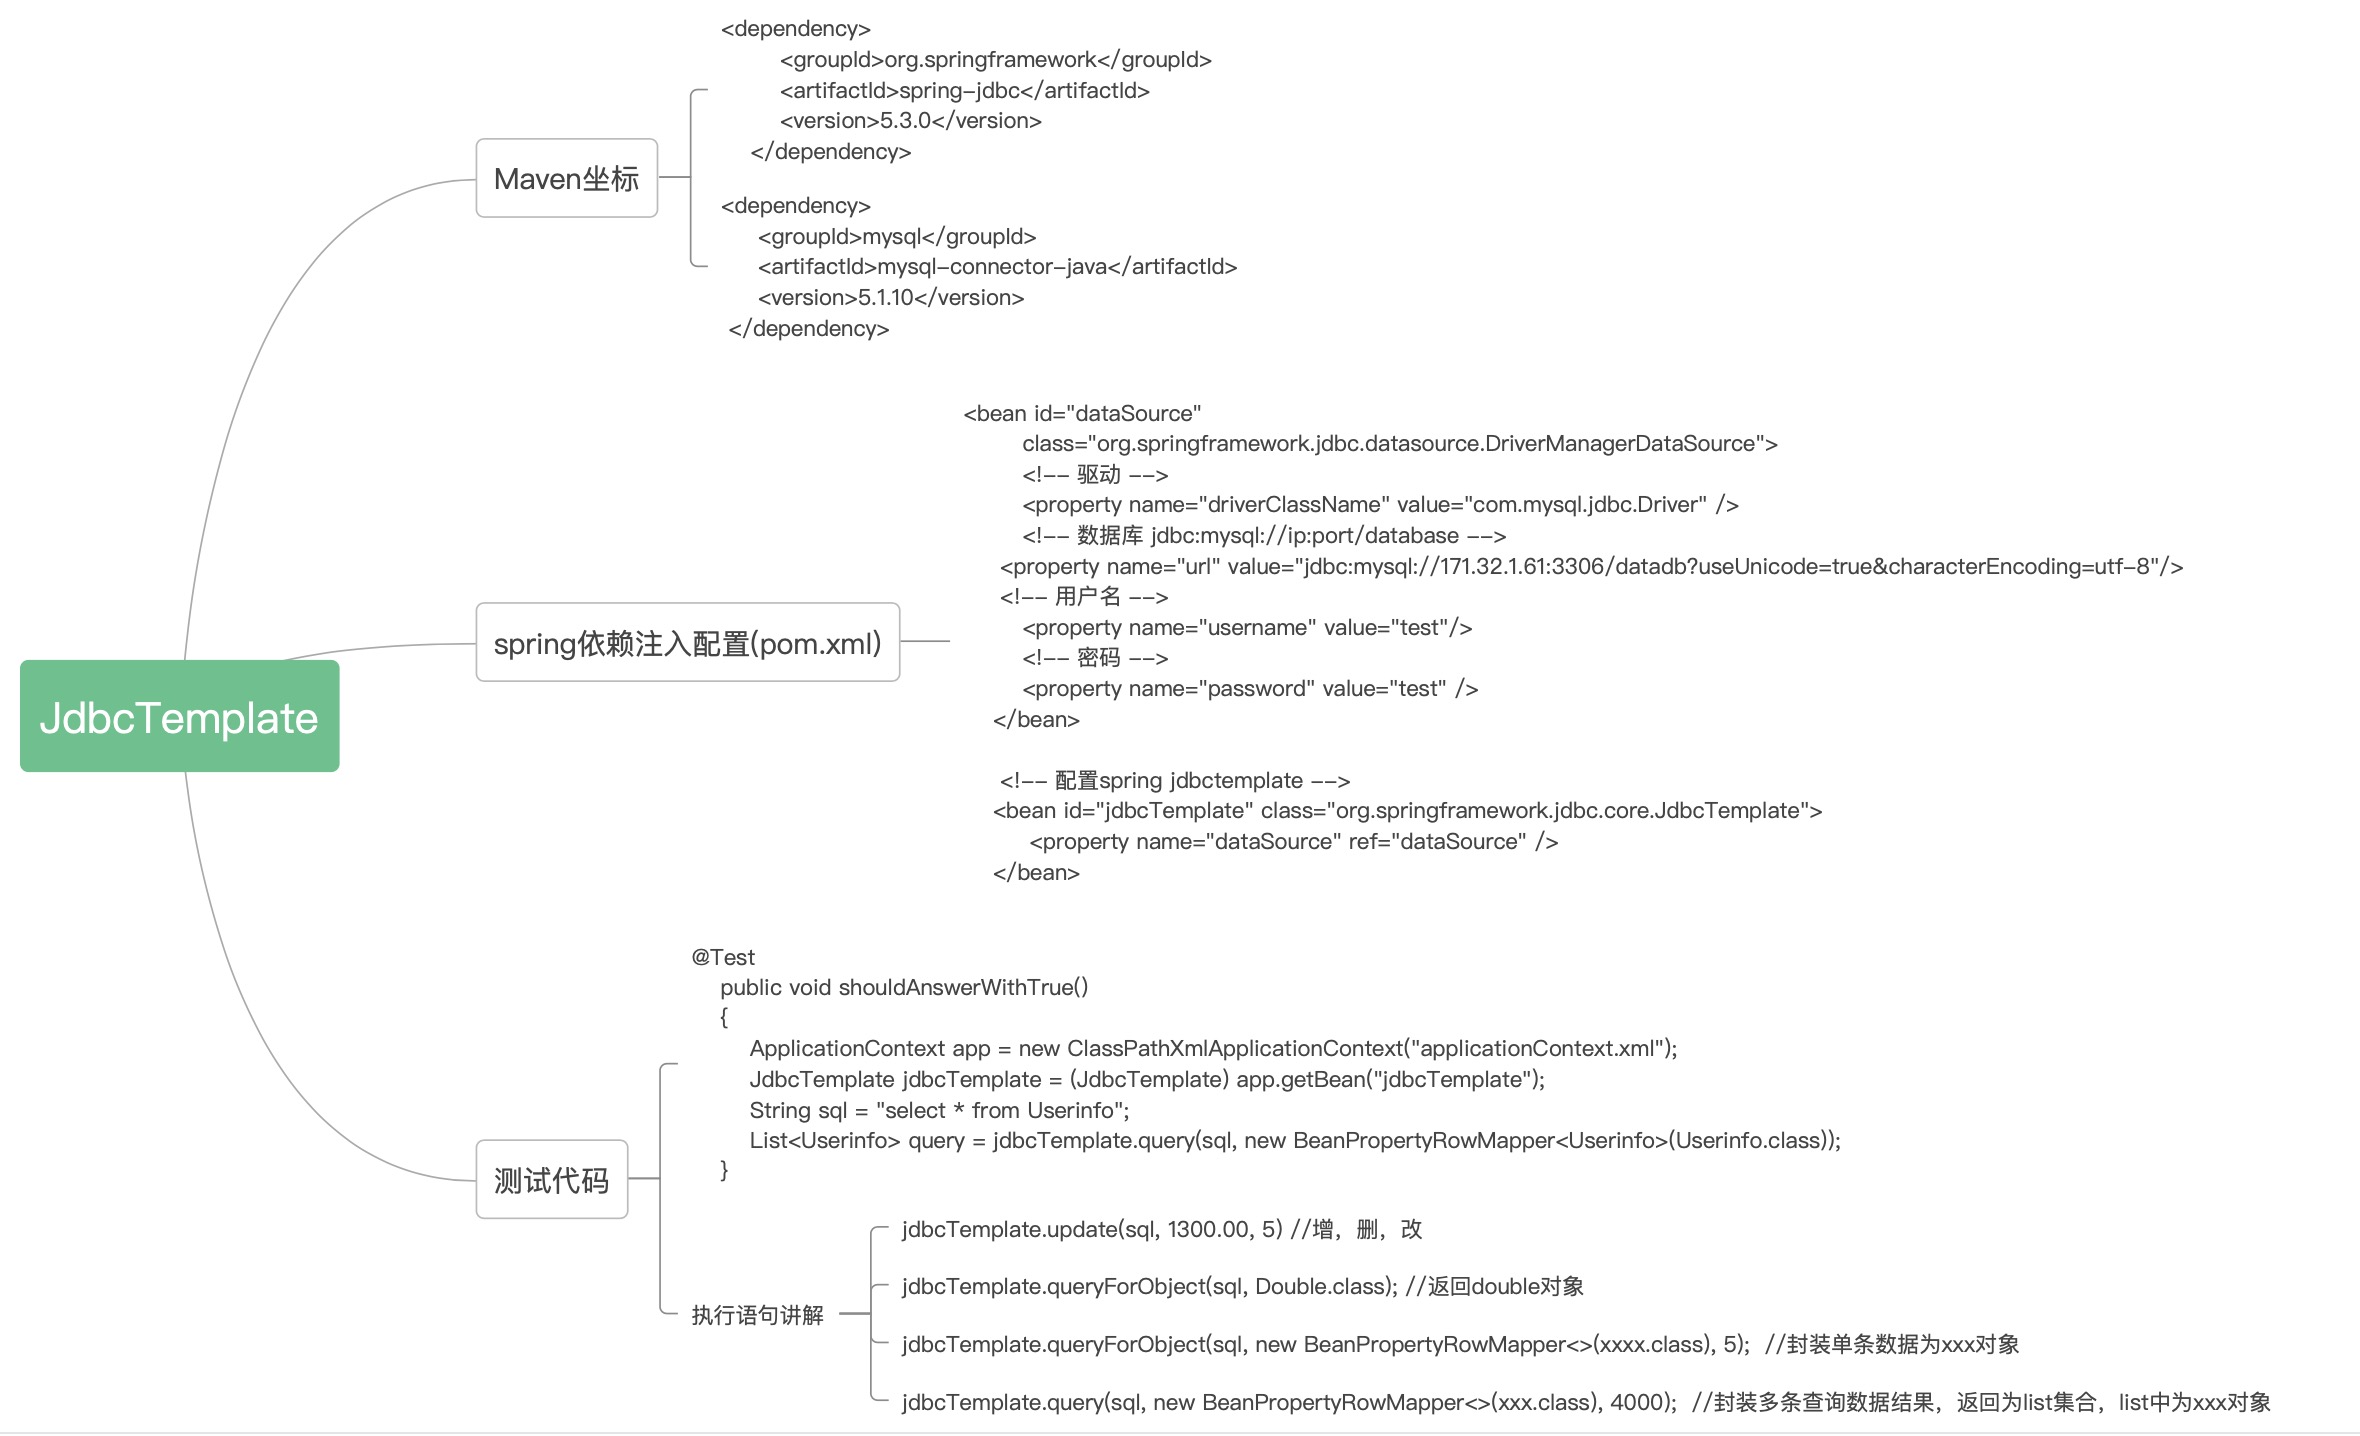 JdbcTemplate
Maven坐标
<dependency>
<groupId>org.springframework</groupId>
<artifactId>spring-jdbc</artifactId>
<version>5.3.0</version>
</dependency>
<dependency>
<groupId>mysql</groupId>
<artifactId>mysql-connector-java</artifactId>
<version>5.1.10</version>
</dependency>
spring依赖注入配置(pom.xml)
<bean id="dataSource"
class="org.springframework.jdbc.datasource.DriverManagerDataSource">
<!-- 驱动 -->
<property name="driverClassName" value="com.mysql.jdbc.Driver" />
<!-- 数据库 jdbc:mysql://ip:port/database -->
<property name="url" value="jdbc:mysql://171.32.1.61:3306/datadb?useUnicode=true&characterEncoding=utf-8"/>
<!-- 用户名 -->
<property name="username" value="test"/>
<!-- 密码 -->
<property name="password" value="test" />
</bean>
<!-- 配置spring jdbctemplate -->
<bean id="jdbcTemplate" class="org.springframework.jdbc.core.JdbcTemplate">
<property name="dataSource" ref="dataSource" />
</bean>
测试代码
@Test
public void shouldAnswerWithTrue()
{
ApplicationContext app = new ClassPathXmlApplicationContext("applicationContext.xml");
JdbcTemplate jdbcTemplate = (JdbcTemplate) app.getBean("jdbcTemplate");
String sql = "select * from Userinfo";
List<Userinfo> query = jdbcTemplate.query(sql, new BeanPropertyRowMapper<Userinfo>(Userinfo.class));
}
执行语句讲解
jdbcTemplate.update(sql, 1300.00, 5) //增，删，改
jdbcTemplate.queryForObject(sql, Double.class); //返回double对象
jdbcTemplate.queryForObject(sql, new BeanPropertyRowMapper<>(xxxx.class), 5);  //封装单条数据为xxx对象
jdbcTemplate.query(sql, new BeanPropertyRowMapper<>(xxx.class), 4000);  //封装多条查询数据结果，返回为list集合，list中为xxx对象